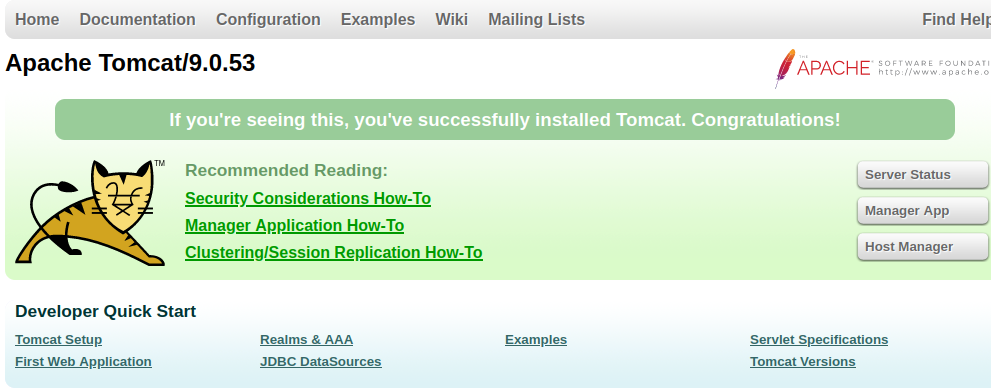 Home Documentation Configuration Examples Wiki Mailing Lists Find Help
Apache Tomcat/9.0.53
THE
APACHE
SOFTWARE FOUNDATI
http://www.apache.o
If you're seeing this, you've successfully installed Tomcat. Congratulations!
TM
Recommended Reading:
Security Considerations How-To
Manager Application How-To
Clustering/Session Replication How-To
Server Status
Manager App
Host Manager
Developer Quick Start
Tomcat Setup Realms & AAA Examples Servlet Specifications
First Web Application JDBC DataSources Tomcat Versions